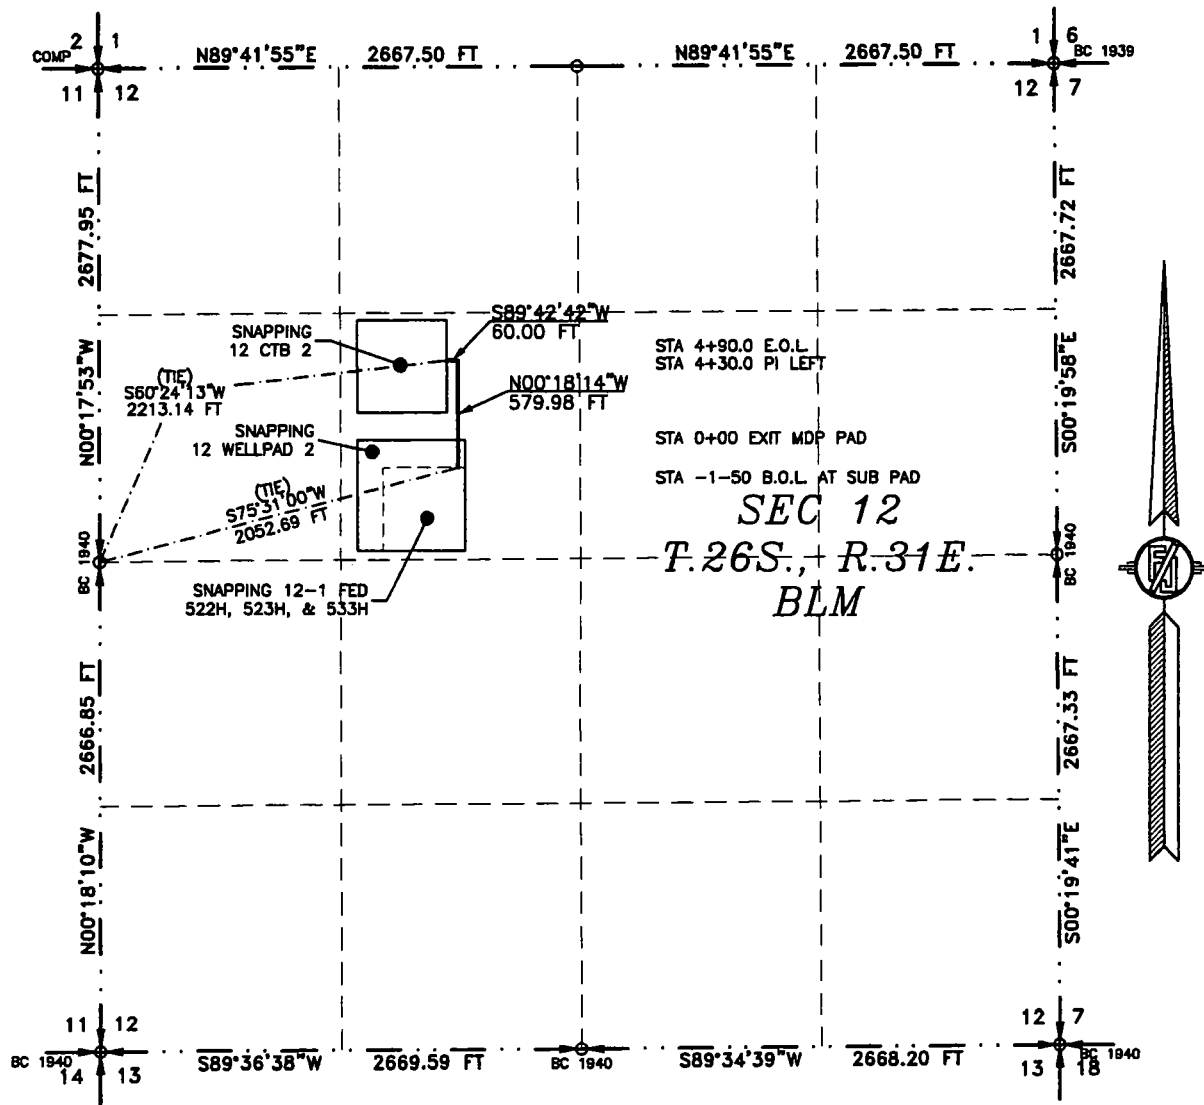 2 1
COMP
11 12
N89°41'55"E 2667.50 FT
N89°41'55"E 2667.50 FT
1 6
BC 1939
12 7
2677.95 FT
N00°17'53"W
2667.72 FT
S00°19'58"E
SNAPPING
12 CTB 2
S89°42'42"W
60.00 FT
STA 4+90.0 E.O.L
STA 4+30.0 PI LEFT
(TIE)
S60°24'13"W
2213.14 FT
N00°18'14"W
579.98 FT
SNAPPING
12 WELLPAD 2
STA 0+00 EXIT MDP PAD
STA -1-50 B.O.L. AT SUB PAD
(TIE)
S75°31'00"W
2052.69 FT
SEC 12
T.26S., R.31E.
BLM
BC 1940
BC 1940
SNAPPING 12-1 FED
522H, 523H, & 533H
2666.85 FT
N00°18'10"W
2667.33 FT
S00°19'41"E
11 12
BC 1940
14 13
S89°36'38"W 2669.59 FT
BC 1940
S89°34'39"W 2668.20 FT
12 7
BC 1940
13 18